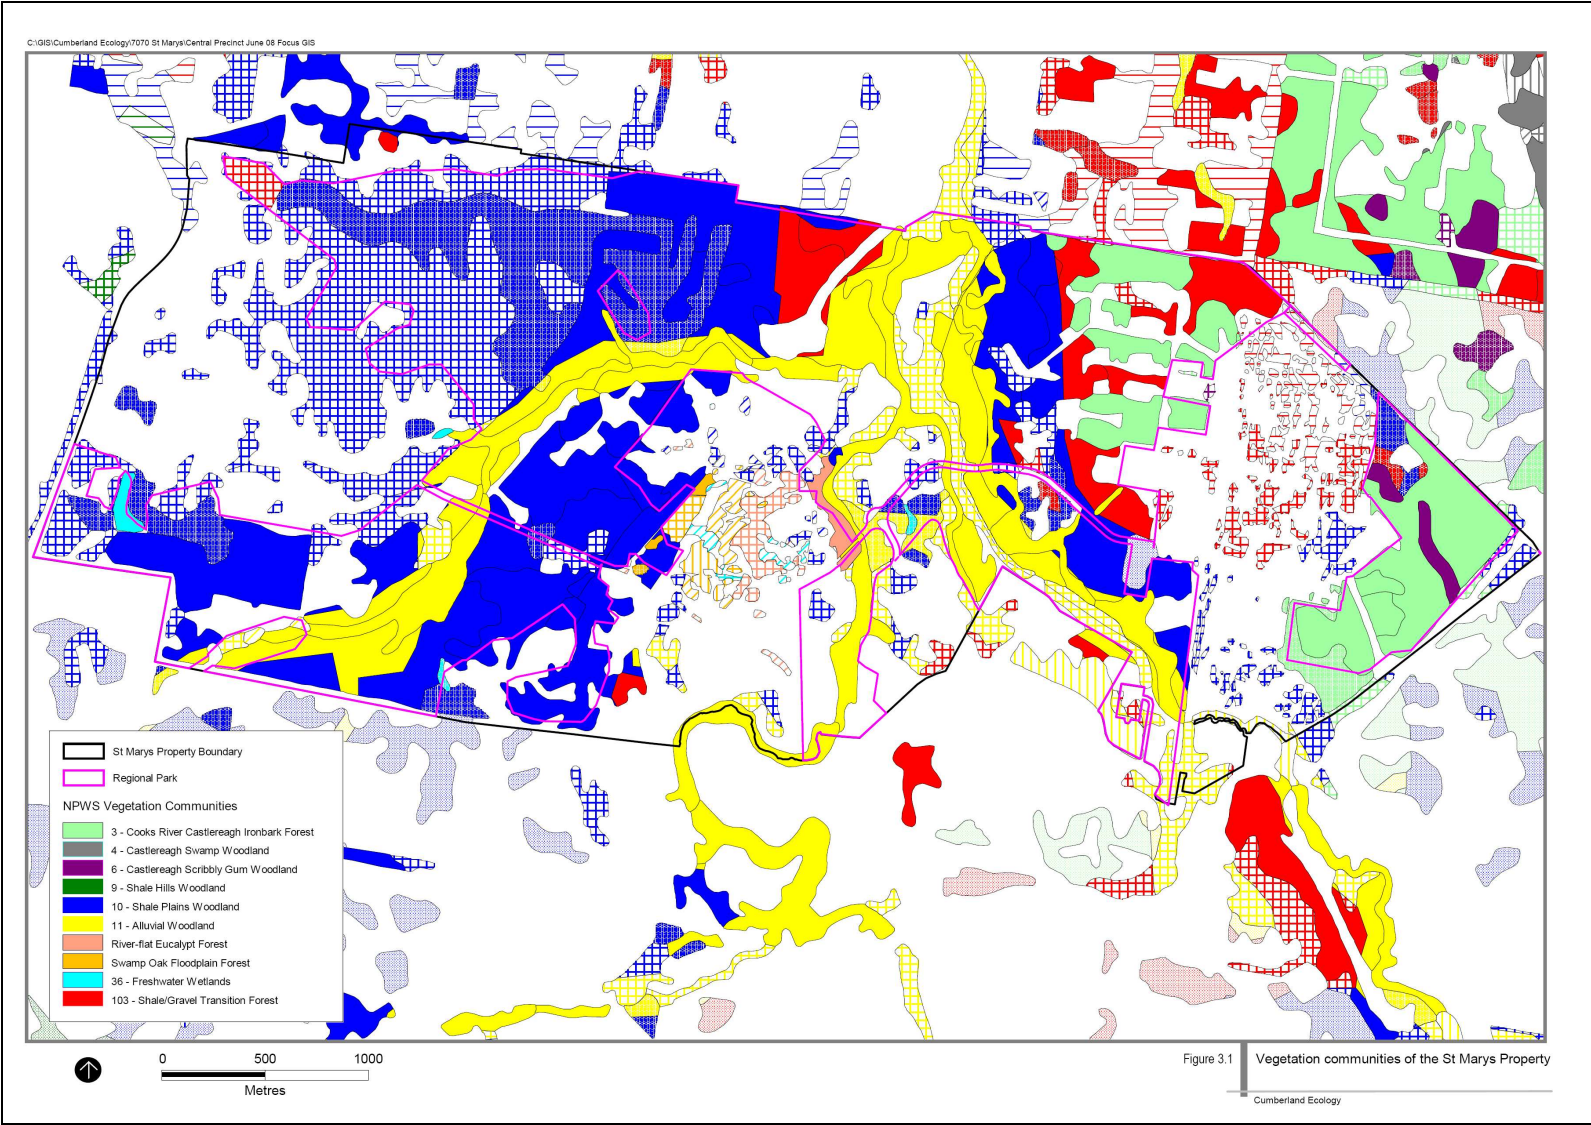 C:\GIS\Cumberland Ecology\7070 St Marys\Central Precinct June 08 Focus GIS
St Marys Property Boundary
Regional Park
NPWS Vegetation Communities
3 - Cooks River Castlereagh Ironbark Forest
4 - Castlereagh Swamp Woodland
6 - Castlereagh Scribbly Gum Woodland
9 - Shale Hills Woodland
10 - Shale Plains Woodland
11 - Alluvial Woodland
River-flat Eucalypt Forest
Swamp Oak Floodplain Forest
36 - Freshwater Wetlands
103 - Shale/Gravel Transition Forest
0 500 1000
Metres
Figure 3.1 Vegetation communities of the St Marys Property
Cumberland Ecology